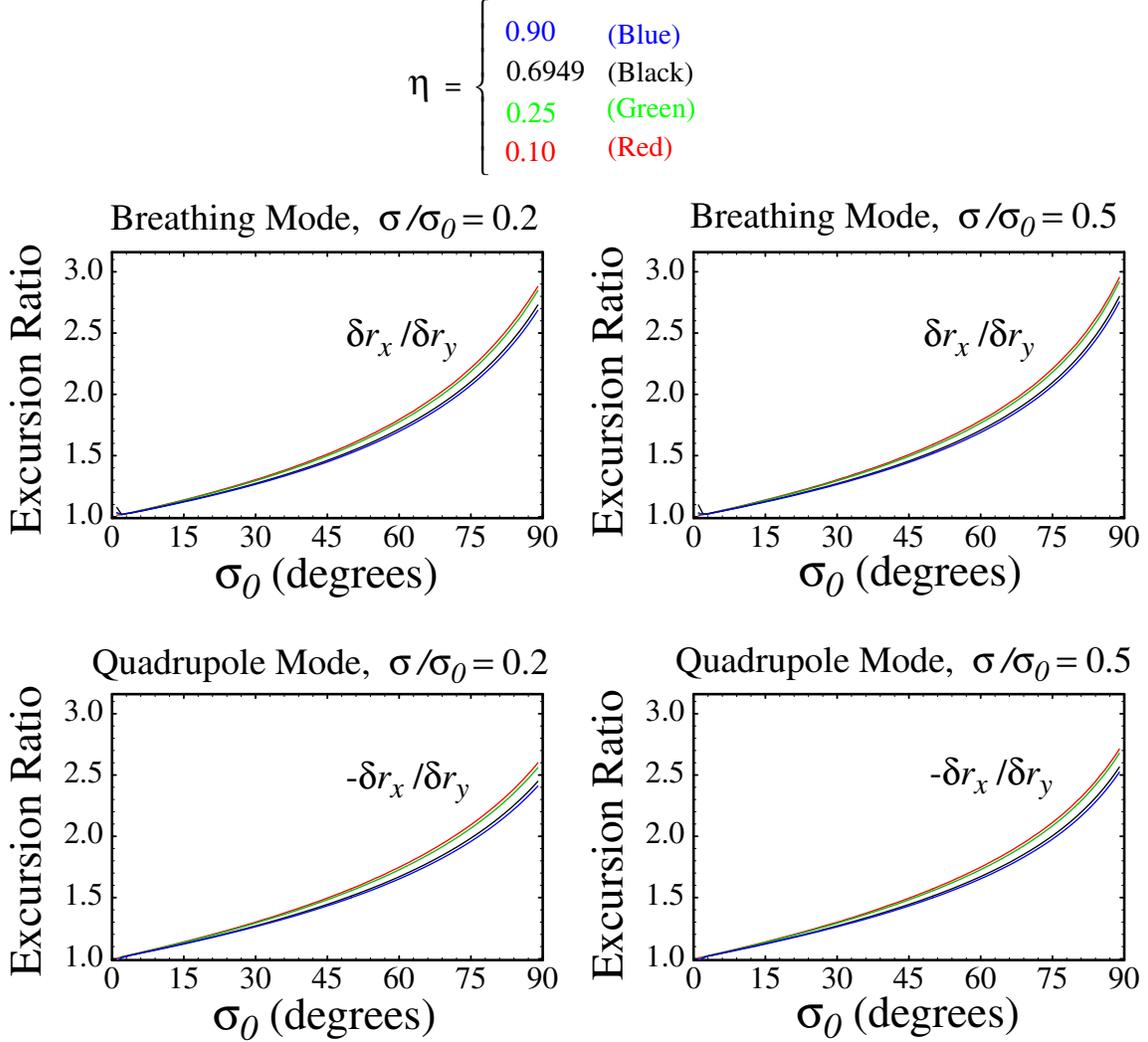 η = { 0.90 (Blue)
0.6949 (Black)
0.25 (Green)
0.10 (Red)
Breathing Mode, σ/σ0 = 0.2
Excursion Ratio
3.0
2.5
2.0
1.5
1.0
δrx/δry
0 15 30 45 60 75 90
σ0 (degrees)
Breathing Mode, σ/σ0 = 0.5
Excursion Ratio
3.0
2.5
2.0
1.5
1.0
δrx/δry
0 15 30 45 60 75 90
σ0 (degrees)
Quadrupole Mode, σ/σ0 = 0.2
Excursion Ratio
3.0
2.5
2.0
1.5
1.0
-δrx/δry
0 15 30 45 60 75 90
σ0 (degrees)
Quadrupole Mode, σ/σ0 = 0.5
Excursion Ratio
3.0
2.5
2.0
1.5
1.0
-δrx/δry
0 15 30 45 60 75 90
σ0 (degrees)